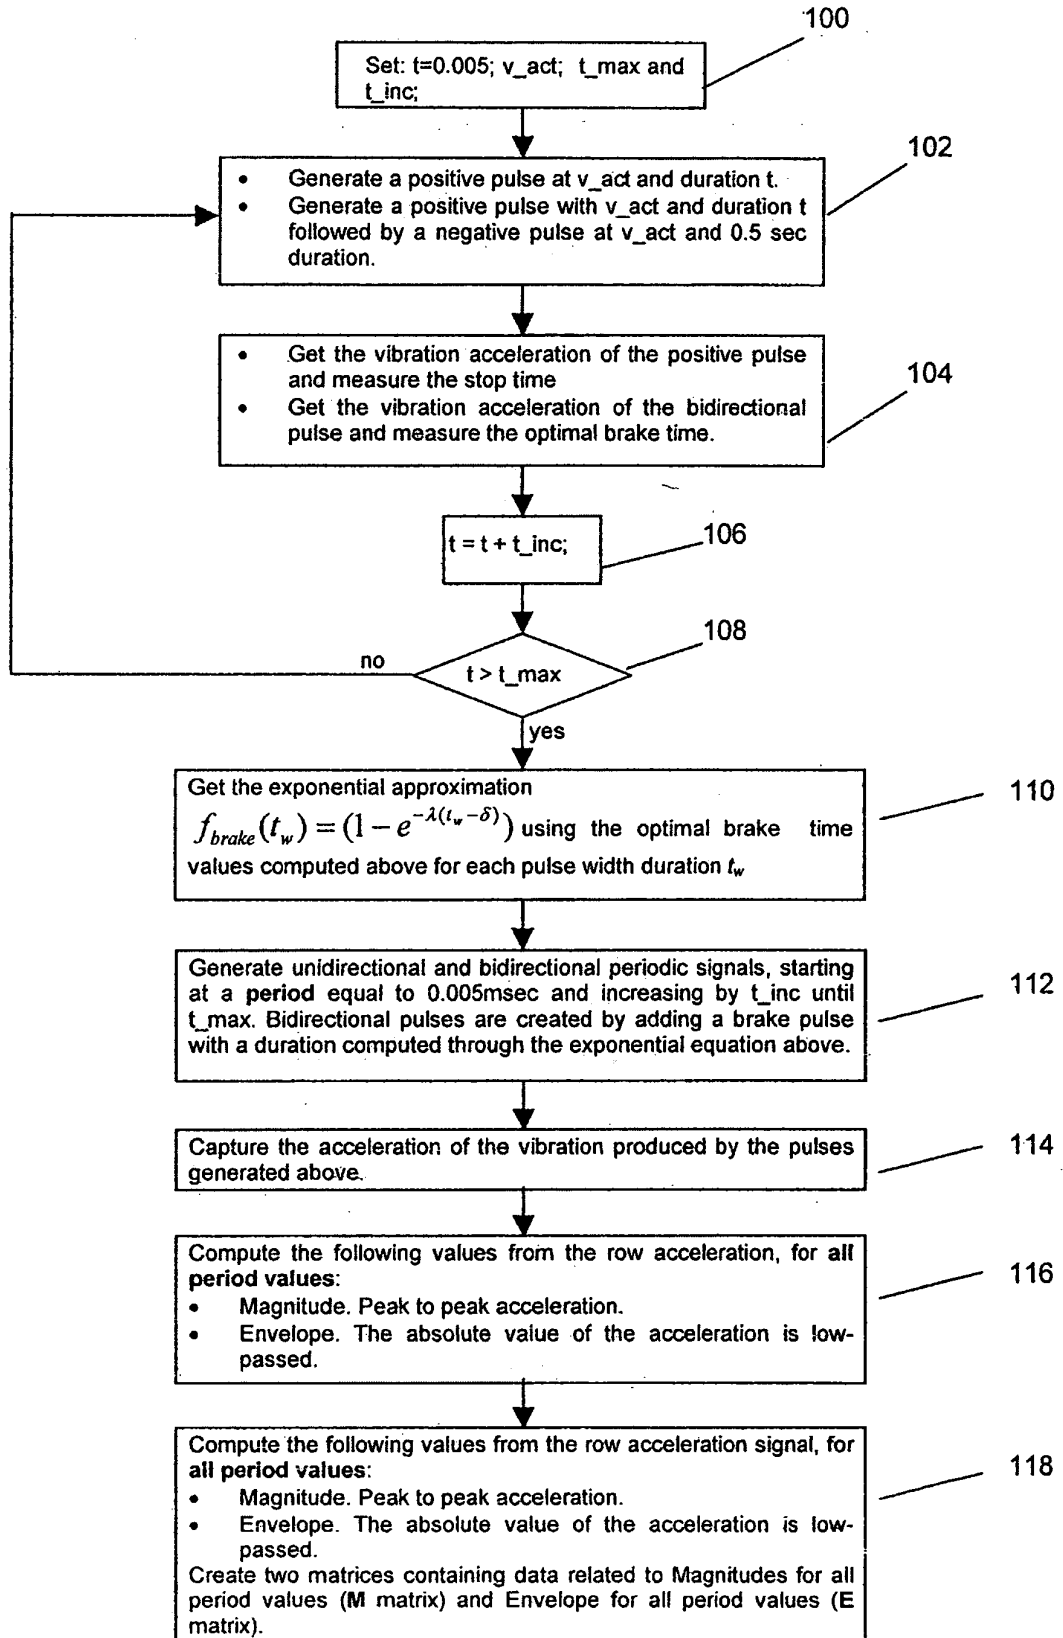 100
Set: t=0.005; v_act; t_max and
t_inc;
102
• Generate a positive pulse at v_act and duration t.
• Generate a positive pulse with v_act and duration t
followed by a negative pulse at v_act and 0.5 sec
duration.
• Get the vibration acceleration of the positive pulse
and measure the stop time
• Get the vibration acceleration of the bidirectional
pulse and measure the optimal brake time.
104
t = t + t_inc;
106
108
no
t > t_max
yes
Get the exponential approximation
f_brake(t_w) = (1 − e^{−λ(t_w−δ)}) using the optimal brake time
values computed above for each pulse width duration t_w
110
Generate unidirectional and bidirectional periodic signals, starting
at a period equal to 0.005msec and increasing by t_inc until
t_max. Bidirectional pulses are created by adding a brake pulse
with a duration computed through the exponential equation above.
112
Capture the acceleration of the vibration produced by the pulses
generated above.
114
Compute the following values from the row acceleration, for all
period values:
• Magnitude. Peak to peak acceleration.
• Envelope. The absolute value of the acceleration is low-
passed.
116
Compute the following values from the row acceleration signal, for
all period values:
• Magnitude. Peak to peak acceleration.
• Envelope. The absolute value of the acceleration is low-
passed.
Create two matrices containing data related to Magnitudes for all
period values (M matrix) and Envelope for all period values (E
matrix).
118